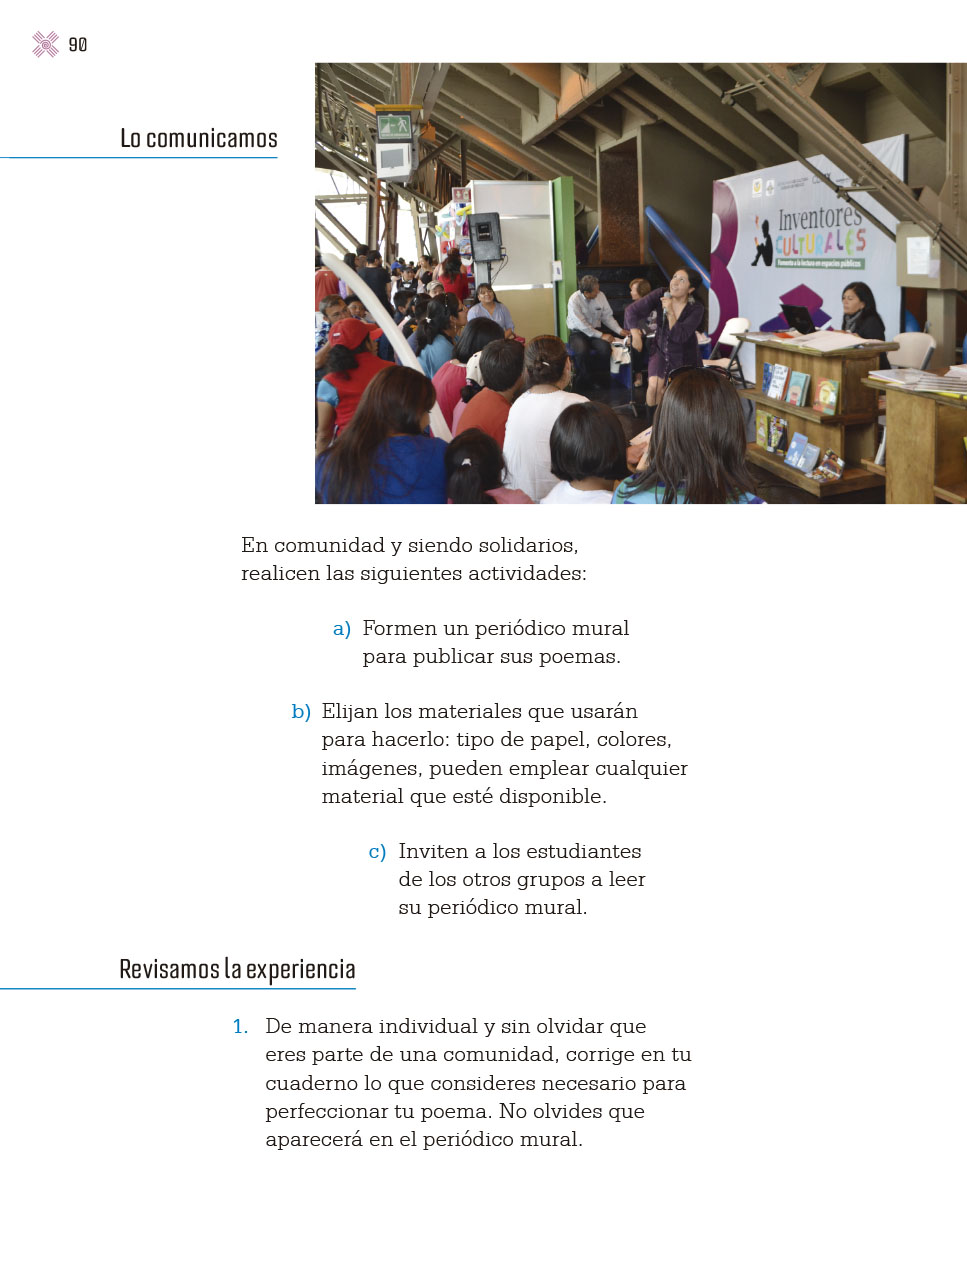 90
Lo comunicamos
Inventores
CULTURALES
Fomento a la lectura en espacios públicos
En comunidad y siendo solidarios,
realicen las siguientes actividades:
a) Formen un periódico mural
para publicar sus poemas.
b) Elijan los materiales que usarán
para hacerlo: tipo de papel, colores,
imágenes, pueden emplear cualquier
material que esté disponible.
c) Inviten a los estudiantes
de los otros grupos a leer
su periódico mural.
Revisamos la experiencia
1. De manera individual y sin olvidar que
eres parte de una comunidad, corrige en tu
cuaderno lo que consideres necesario para
perfeccionar tu poema. No olvides que
aparecerá en el periódico mural.